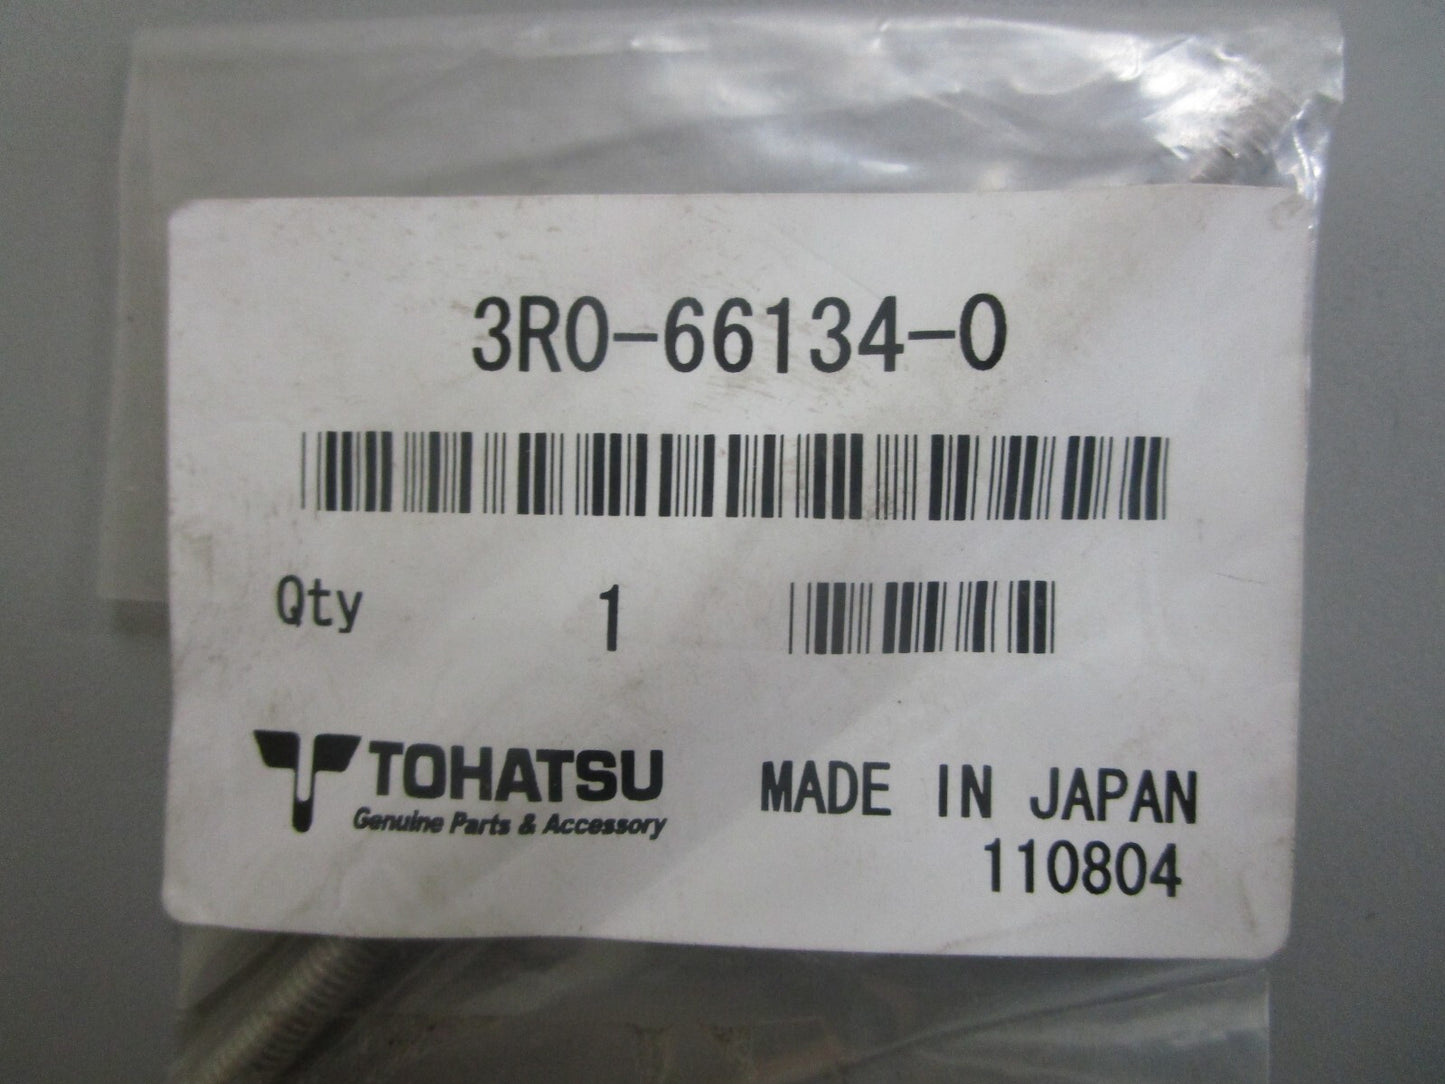 3R0-66134-0
Qty 1
TOHATSU
Genuine Parts & Accessory
MADE IN JAPAN
110804